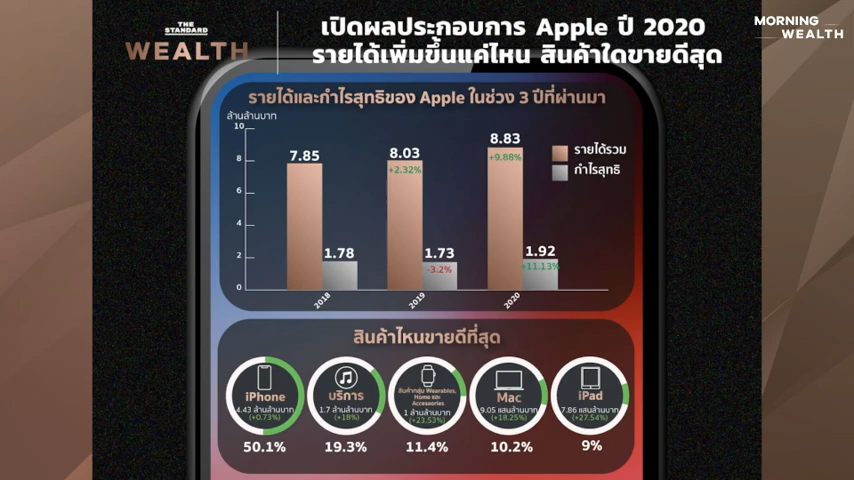 THE
STANDARD
WEALTH
เปิดผลประกอบการ Apple ปี 2020
รายได้เพิ่มขึ้นแค่ไหน สินค้าใดขายดีสุด
MORNING
WEALTH
รายได้และกำไรสุทธิของ Apple ในช่วง 3 ปีที่ผ่านมา
ล้านล้านบาท
10
8
6
4
2
0
7.85
1.78
2018
8.03
+2.32%
1.73
-3.2%
2019
8.83
+9.88%
1.92
+11.13%
2020
รายได้รวม
กำไรสุทธิ
สินค้าไหนขายดีที่สุด
iPhone
4.43 ล้านล้านบาท
(+0.73%)
50.1%
บริการ
1.7 ล้านล้านบาท
(+18%)
19.3%
สินค้ากลุ่ม Wearables,
Home และ
Accessories
1 ล้านล้านบาท
(+23.53%)
11.4%
Mac
9.05 แสนล้านบาท
(+18.25%)
10.2%
iPad
7.86 แสนล้านบาท
(+27.54%)
9%